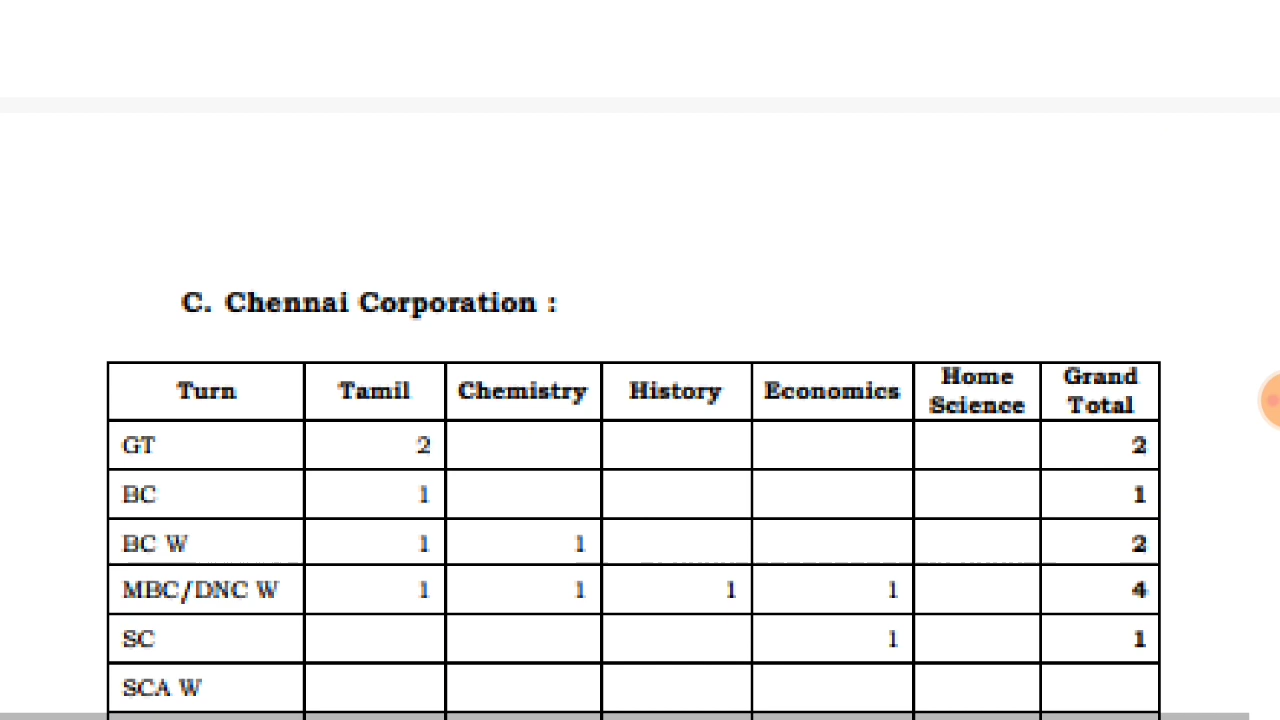 C. Chennai Corporation :
Turn Tamil Chemistry History Economics Home Science Grand Total
GT 2 2
BC 1 1
BC W 1 1 2
MBC/DNC W 1 1 1 1 4
SC 1 1
SCA W